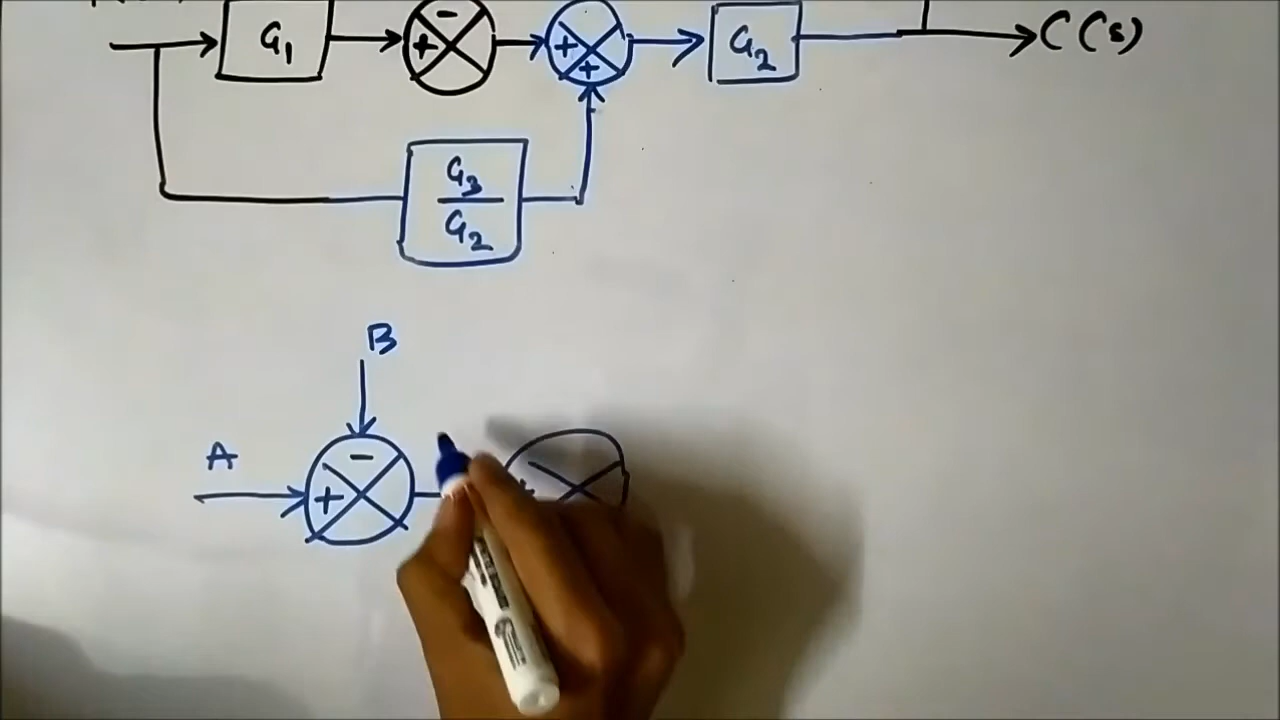 G1 - + + + G2 C(s)
G3
G2
B
A - + +